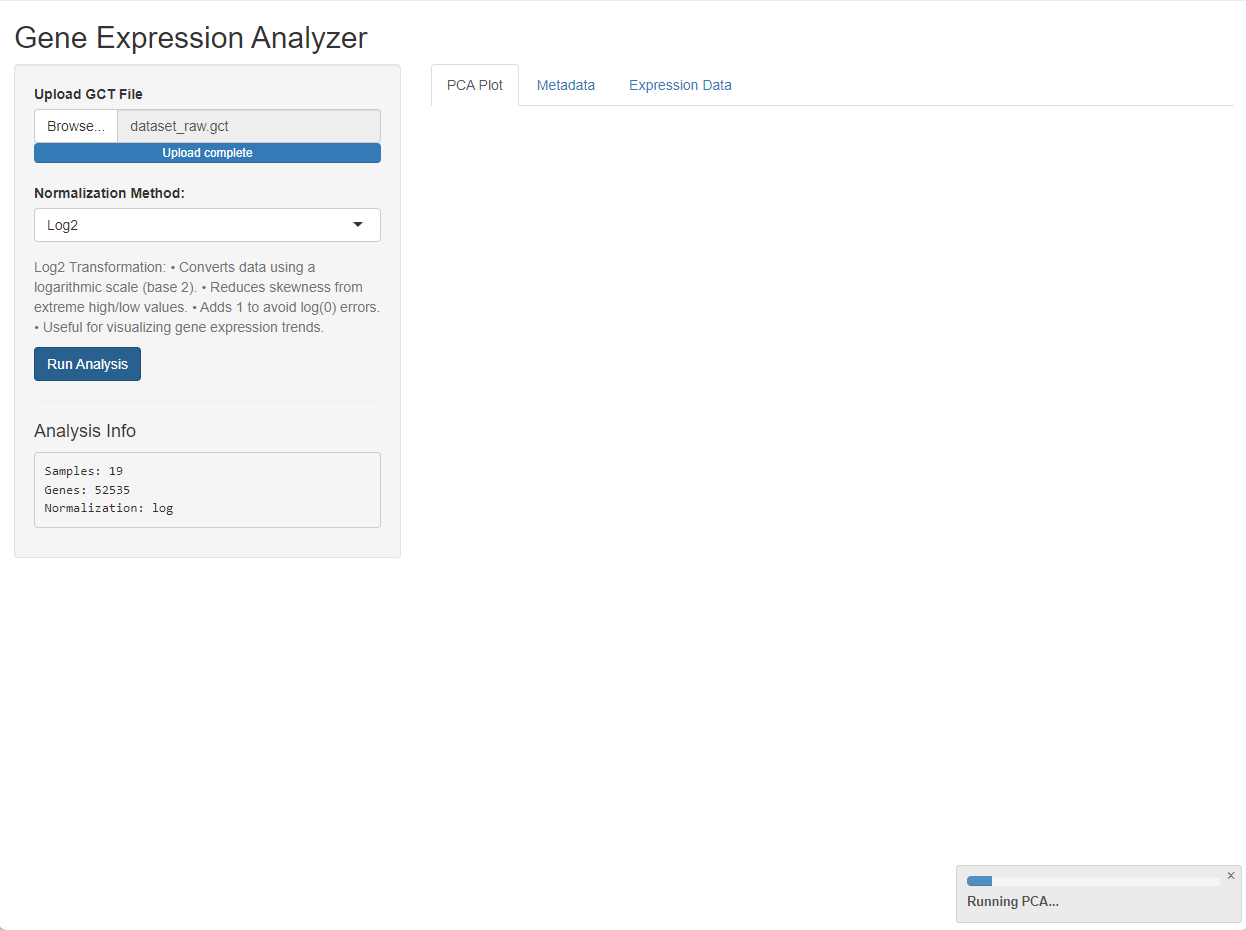 Gene Expression Analyzer
Upload GCT File
Browse... dataset_raw.gct
Upload complete
Normalization Method:
Log2
Log2 Transformation: • Converts data using a
logarithmic scale (base 2). • Reduces skewness from
extreme high/low values. • Adds 1 to avoid log(0) errors.
• Useful for visualizing gene expression trends.
Run Analysis
Analysis Info
Samples: 19
Genes: 52535
Normalization: log
PCA Plot Metadata Expression Data
×
Running PCA...